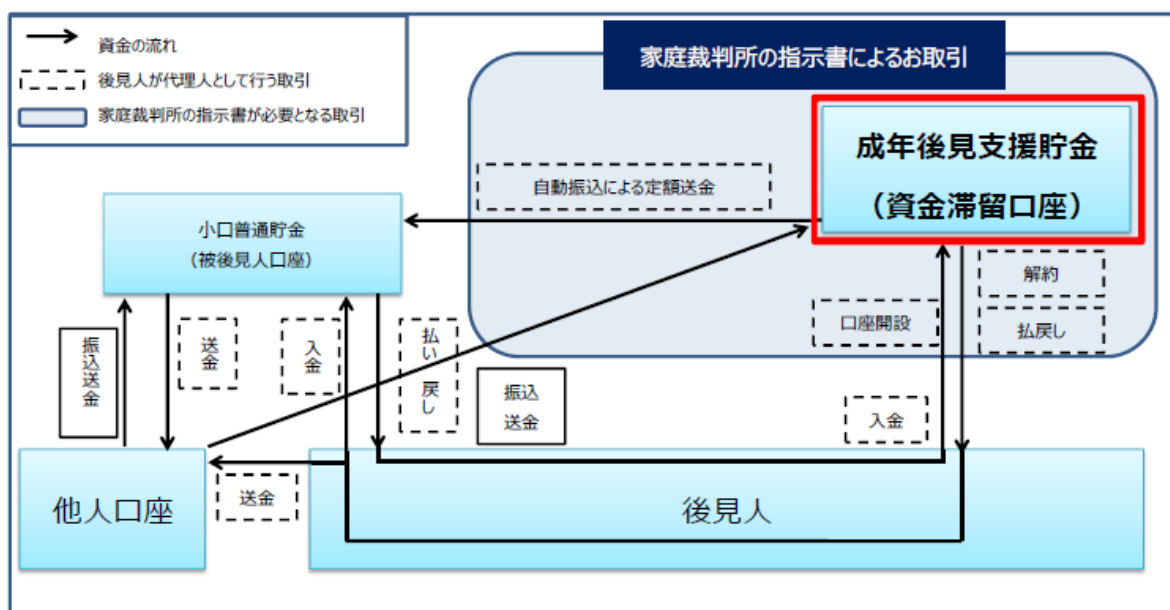 資金の流れ
後見人が代理人として行う取引
家庭裁判所の指示書が必要となる取引
家庭裁判所の指示書によるお取引
成年後見支援貯金
（資金滞留口座）
自動振込による定額送金
小口普通貯金
（被後見人口座）
解約
口座開設
払戻し
振込送金
送金
入金
払い戻し
振込
送金
入金
他人口座
送金
後見人